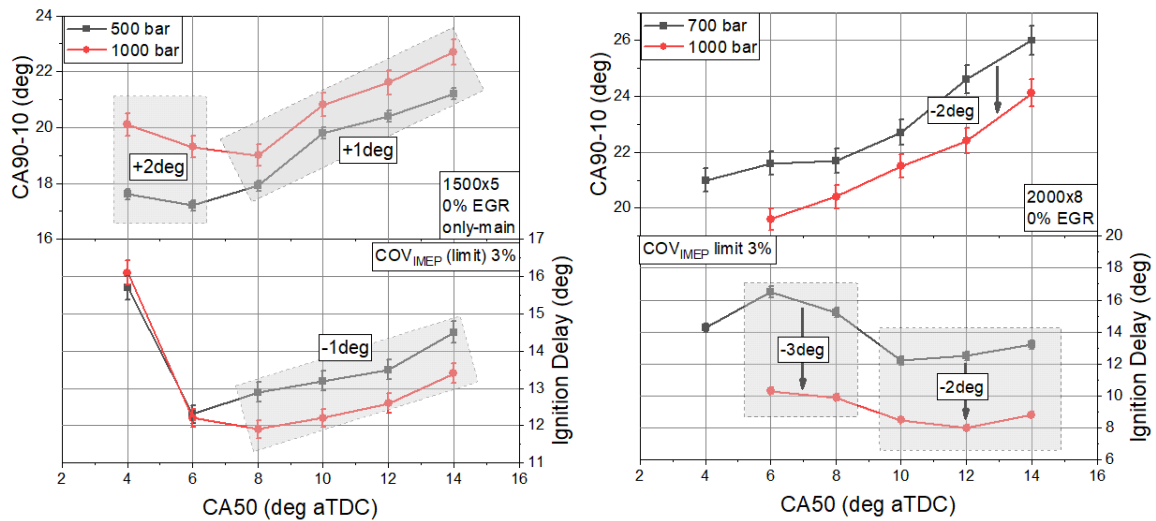 24
22
20
18
16
CA90-10 (deg)
500 bar
1000 bar
+2deg
+1deg
1500x5
0% EGR
only-main
COV_IMEP (limit) 3%
17
16
15
14
13
12
11
Ignition Delay (deg)
-1deg
2 4 6 8 10 12 14 16
CA50 (deg aTDC)
26
24
22
20
CA90-10 (deg)
700 bar
1000 bar
-2deg
2000x8
0% EGR
COV_IMEP limit 3%
20
18
16
14
12
10
8
6
Ignition Delay (deg)
-3deg
-2deg
2 4 6 8 10 12 14 16
CA50 (deg aTDC)